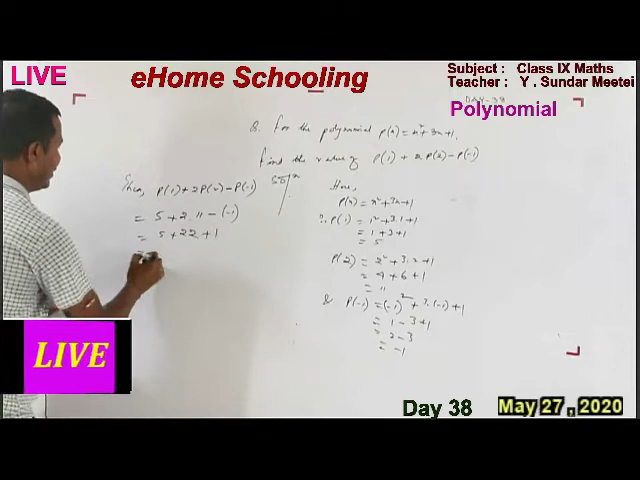 LIVE
eHome Schooling
Subject : Class IX Maths
Teacher : Y . Sundar Meetei
DAY-38
Polynomial
Q. For the polynomial P(x) = x² + 3x + 1,
find the value of P(1) + 2P(2) - P(-1)
Soln
Here,
P(x) = x² + 3x + 1
∴ P(1) = 1² + 3.1 + 1
= 1 + 3 + 1
= 5
P(2) = 2² + 3.2 + 1
= 4 + 6 + 1
= 11
& P(-1) = (-1)² + 3.(-1) + 1
= 1 - 3 + 1
= 2 - 3
= -1
Then, P(1) + 2P(2) - P(-1)
= 5 + 2.11 - (-1)
= 5 + 22 + 1
=
LIVE
Day 38
May 27 , 2020